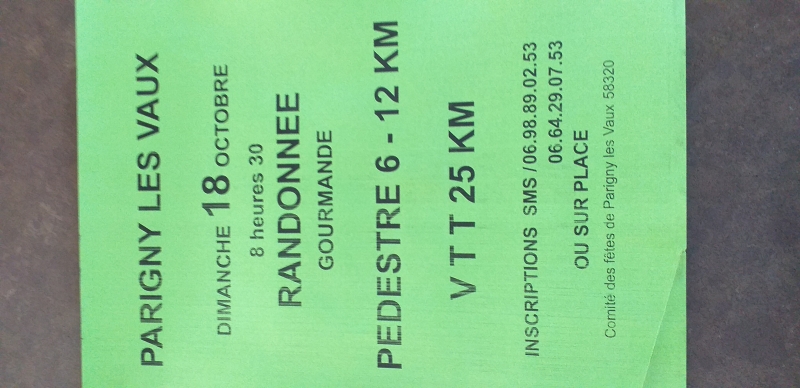 PARIGNY LES VAUX
DIMANCHE 18 OCTOBRE
8 heures 30
RANDONNEE
GOURMANDE
PEDESTRE 6 - 12 KM
V T T 25 KM
INSCRIPTIONS SMS / 06.98.89.02.53
06.64.29.07.53
OU SUR PLACE
Comité des fêtes de Parigny les Vaux 58320